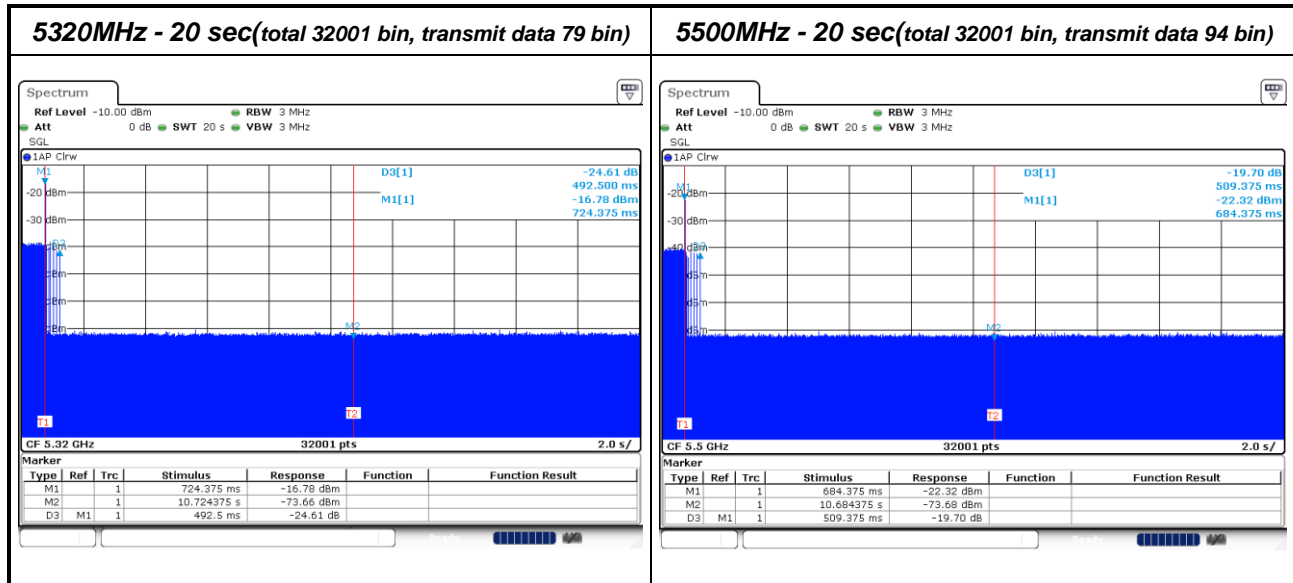 5320MHz - 20 sec(total 32001 bin, transmit data 79 bin)
Spectrum
Ref Level -10.00 dBm RBW 3 MHz
Att 0 dB SWT 20 s VBW 3 MHz
SGL
1AP Clrw
M1
D3[1] -24.61 dB
492.500 ms
-20 dBm
M1[1] -16.78 dBm
724.375 ms
-30 dBm
D3
M2
T1
T2
CF 5.32 GHz 32001 pts 2.0 s/
Marker
Type Ref Trc Stimulus Response Function Function Result
M1 1 724.375 ms -16.78 dBm
M2 1 10.724375 s -73.66 dBm
D3 M1 1 492.5 ms -24.61 dB
5500MHz - 20 sec(total 32001 bin, transmit data 94 bin)
Spectrum
Ref Level -10.00 dBm RBW 3 MHz
Att 0 dB SWT 20 s VBW 3 MHz
SGL
1AP Clrw
D3[1] -19.70 dB
509.375 ms
M1
-20 dBm
M1[1] -22.32 dBm
684.375 ms
-30 dBm
-40 dBm
D3
M2
T1
T2
CF 5.5 GHz 32001 pts 2.0 s/
Marker
Type Ref Trc Stimulus Response Function Function Result
M1 1 684.375 ms -22.32 dBm
M2 1 10.684375 s -73.68 dBm
D3 M1 1 509.375 ms -19.70 dB